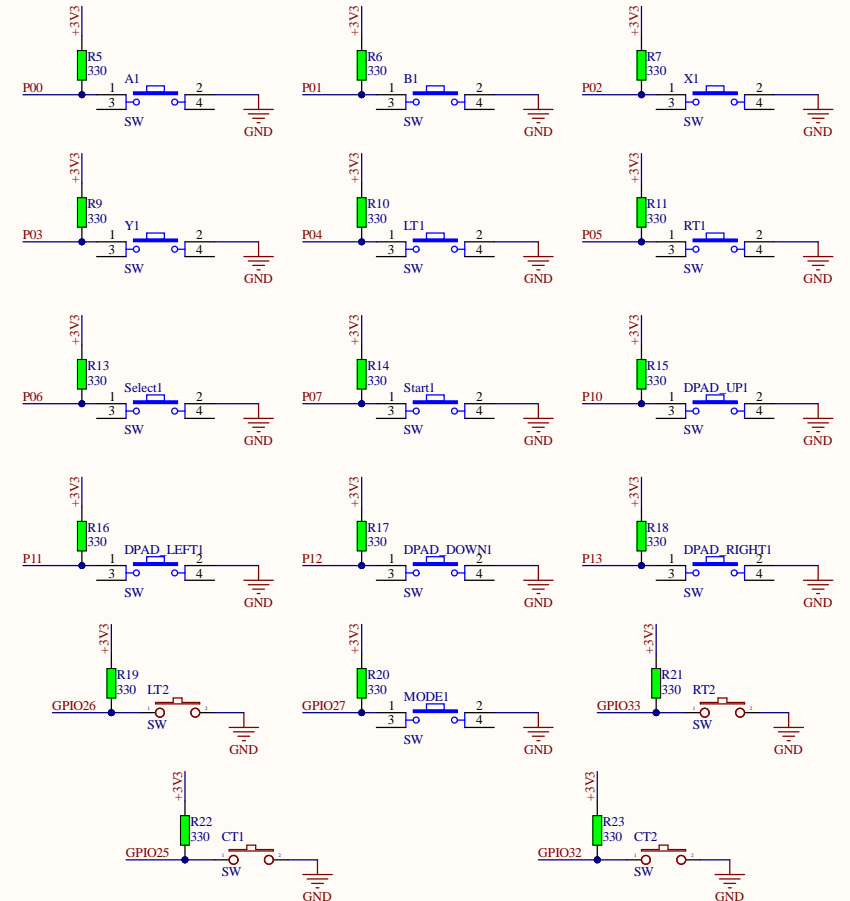 +3V3 +3V3 +3V3
R5 R6 R7
330 A1 330 B1 330 X1
P00 1 2 P01 1 2 P02 1 2
3 4 3 4 3 4
SW GND SW GND SW GND
+3V3 +3V3 +3V3
R9 R10 R11
330 Y1 330 LT1 330 RT1
P03 1 2 P04 1 2 P05 1 2
3 4 3 4 3 4
SW GND SW GND SW GND
+3V3 +3V3 +3V3
R13 R14 R15
330 Select1 330 Start1 330 DPAD_UP1
P06 1 2 P07 1 2 P10 1 2
3 4 3 4 3 4
SW GND SW GND SW GND
+3V3 +3V3 +3V3
R16 R17 R18
330 DPAD_LEFT1 330 DPAD_DOWN1 330 DPAD_RIGHT1
P11 1 2 P12 1 2 P13 1 2
3 4 3 4 3 4
SW GND SW GND SW GND
+3V3 +3V3 +3V3
R19 R20 R21
330 LT2 330 MODE1 330 RT2
GPIO26 1 2 GPIO27 1 2 GPIO33 1 2
3 4
SW GND SW GND SW GND
+3V3 +3V3
R22 R23
330 CT1 330 CT2
GPIO25 1 2 GPIO32 1 2
SW GND SW GND